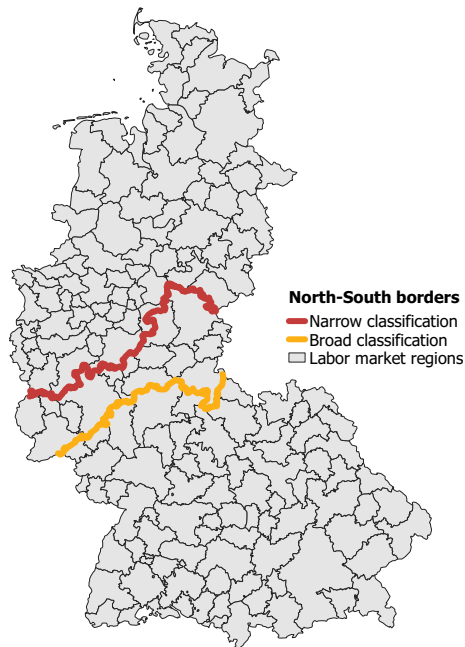 North-South borders
Narrow classification
Broad classification
Labor market regions